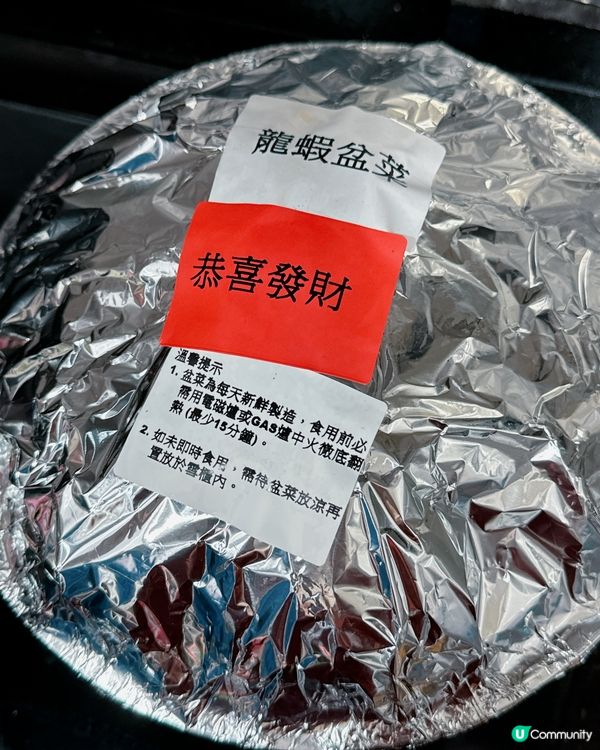 龍蝦盆菜
恭喜發財
溫馨提示
1. 盆菜為每天新鮮製造，食用前必
需用電磁爐或GAS爐中火徹底翻
熱(最少15分鐘)。
2. 如未即時食用，需待盆菜放涼再
置放於雪櫃內。
U Community